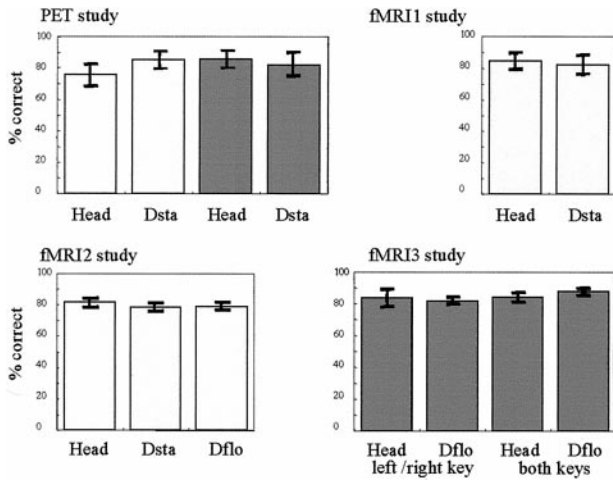 PET study
% correct
100
80
60
40
20
0
Head Dsta Head Dsta
fMRI1 study
100
80
60
40
20
0
Head Dsta
fMRI2 study
% correct
100
80
60
40
20
0
Head Dsta Dflo
fMRI3 study
100
80
60
40
20
0
Head Dflo Head Dflo
left /right key both keys